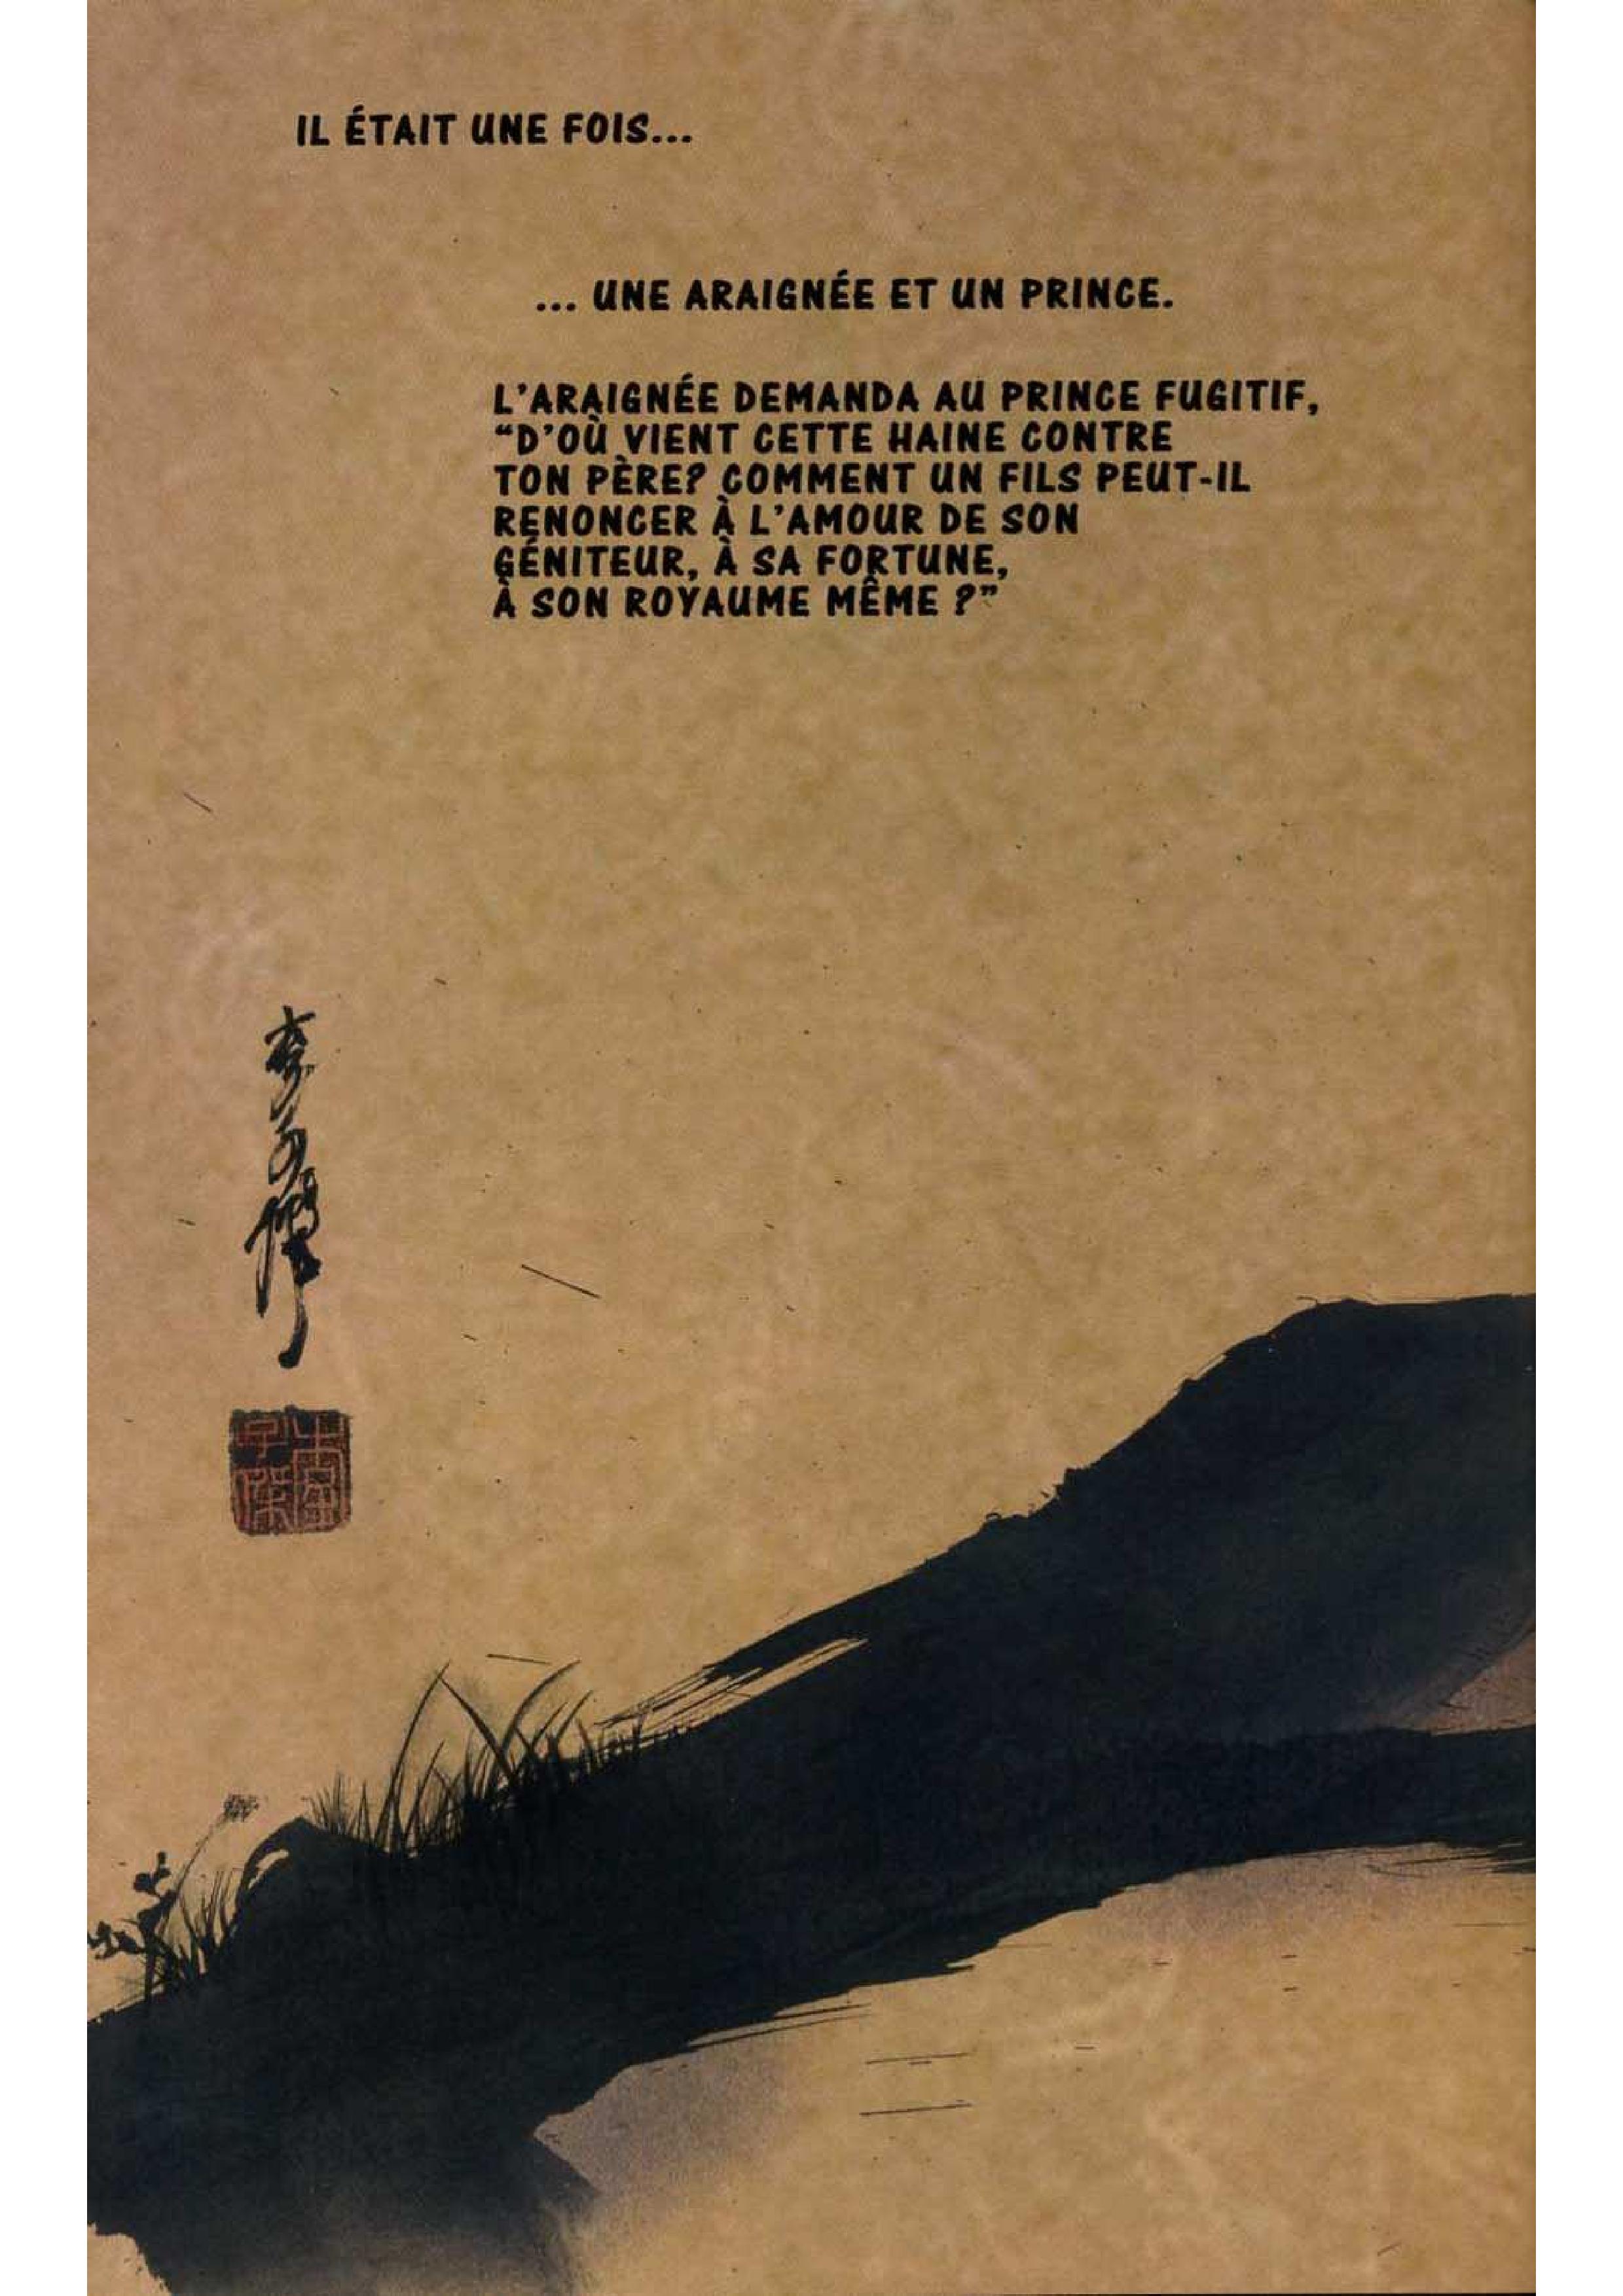 IL ÉTAIT UNE FOIS...
... UNE ARAIGNÉE ET UN PRINCE.
L'ARAIGNÉE DEMANDA AU PRINCE FUGITIF,
“D'OÙ VIENT CETTE HAINE CONTRE
TON PÈRE? COMMENT UN FILS PEUT-IL
RENONCER À L'AMOUR DE SON
GÉNITEUR, À SA FORTUNE,
À SON ROYAUME MÊME ?”